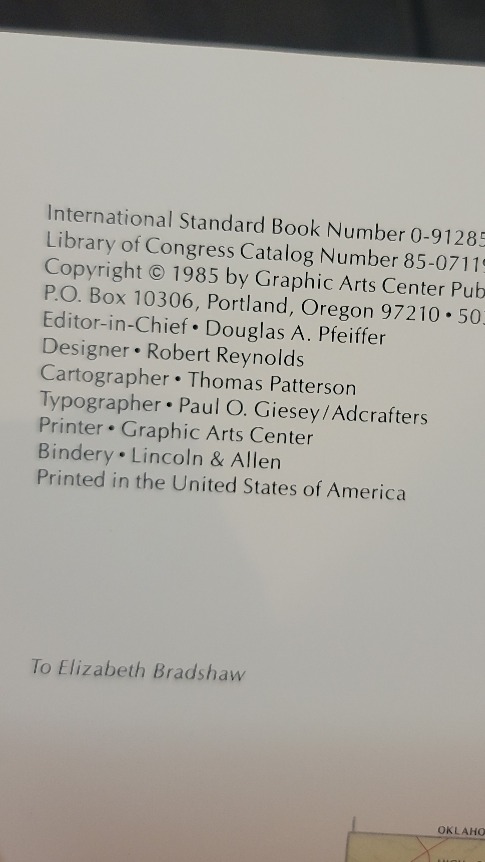 International Standard Book Number 0-91285
Library of Congress Catalog Number 85-0711
Copyright © 1985 by Graphic Arts Center Pub
P.O. Box 10306, Portland, Oregon 97210 • 50
Editor-in-Chief • Douglas A. Pfeiffer
Designer • Robert Reynolds
Cartographer • Thomas Patterson
Typographer • Paul O. Giesey/Adcrafters
Printer • Graphic Arts Center
Bindery • Lincoln & Allen
Printed in the United States of America
To Elizabeth Bradshaw
OKLAHO